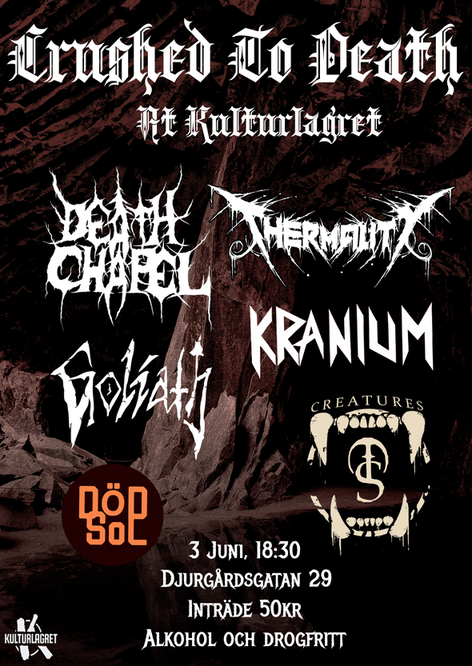 Crushed To Death
At Kulturlagret
DEATH
CHAPEL
THERMALITY
Goliath
KRANIUM
CREATURES
TS
DÖD
SOL
3 JUNI, 18:30
DJURGÅRDSGATAN 29
INTRÄDE 50KR
ALKOHOL OCH DROGFRITT
KULTURLAGRET